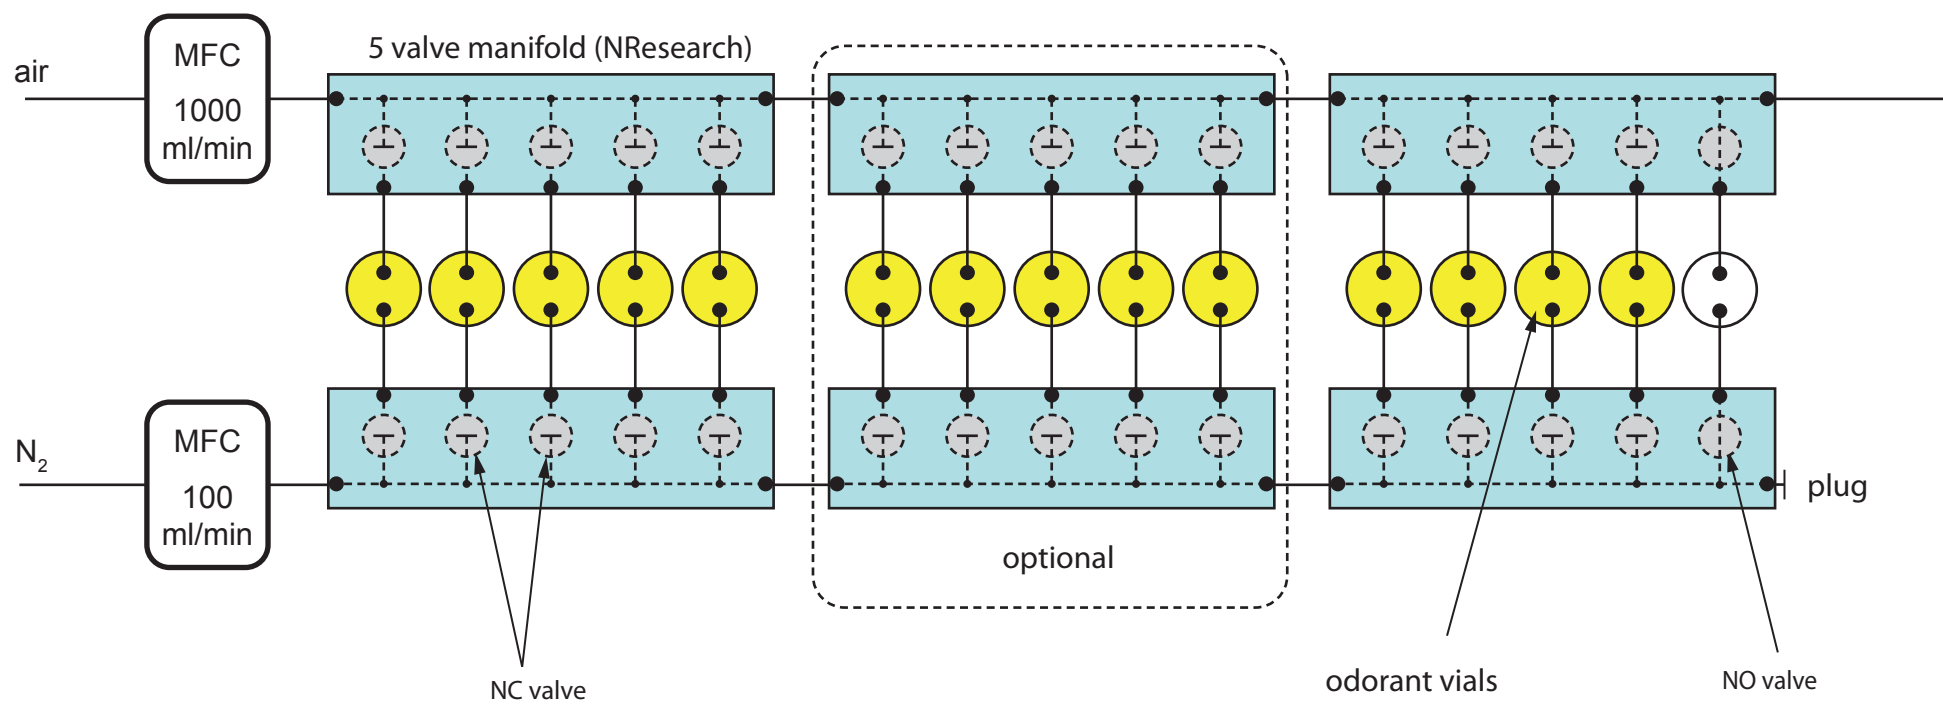 5 valve manifold (NResearch)
air
MFC
1000
ml/min
N2
MFC
100
ml/min
plug
optional
NC valve
odorant vials
NO valve